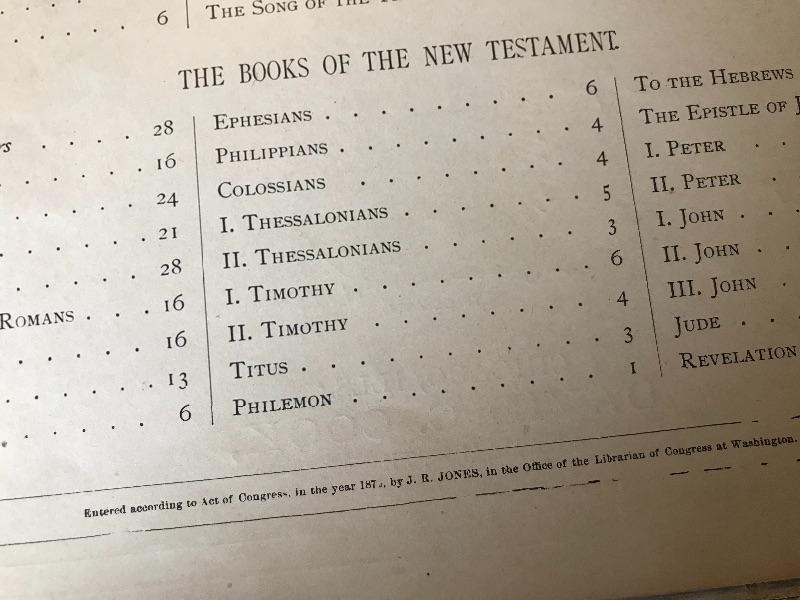 6 THE SONG OF THE
THE BOOKS OF THE NEW TESTAMENT.
28
16
24
21
28
ROMANS . . . 16
16
13
6
EPHESIANS . . . . . . . . 6
PHILIPPIANS . . . . . . . . 4
COLOSSIANS . . . . . . . 4
I. THESSALONIANS . . . . . . 5
II. THESSALONIANS . . . . . . 3
I. TIMOTHY . . . . . . . . 6
II. TIMOTHY . . . . . . . 4
TITUS . . . . . . . . . . 3
PHILEMON . . . . . . . . 1
TO THE HEBREWS
THE EPISTLE OF
I. PETER . .
II. PETER .
I. JOHN . .
II. JOHN . .
III. JOHN .
JUDE . . .
REVELATION
Entered according to Act of Congress, in the year 187, by J. R. JONES, in the Office of the Librarian of Congress at Washington.